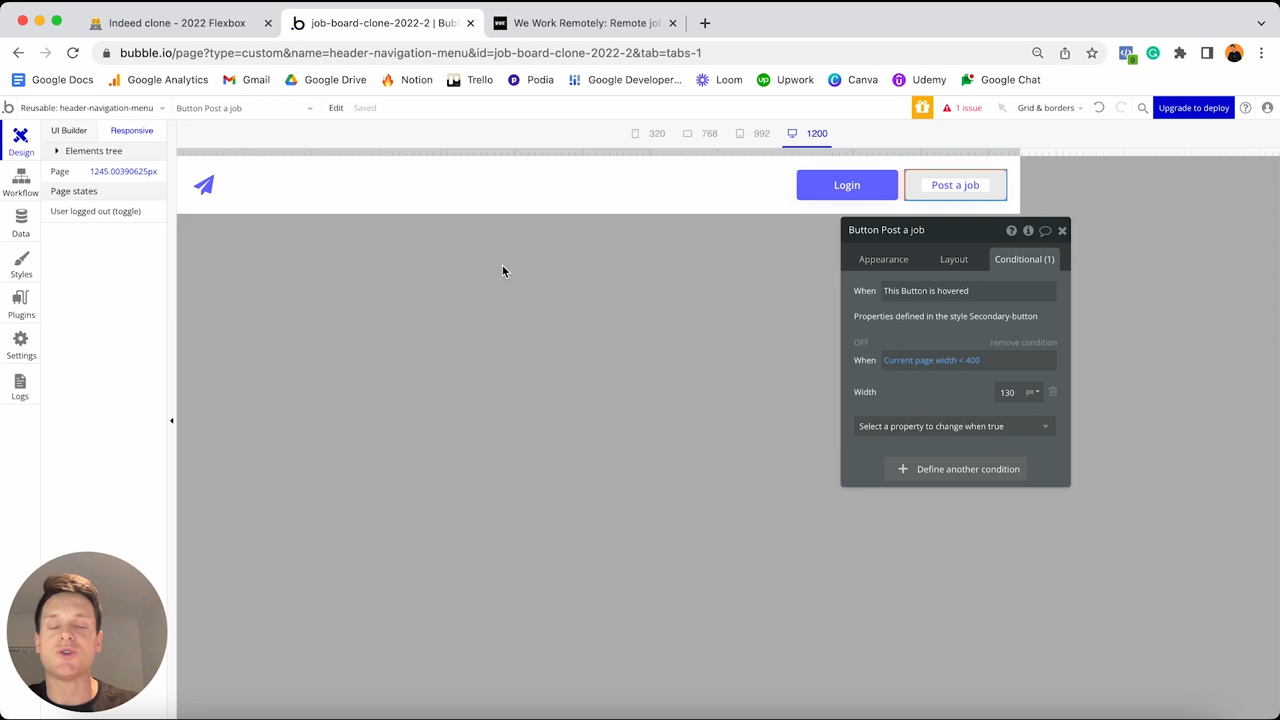 Indeed clone - 2022 Flexbox
job-board-clone-2022-2 | Bubl
We Work Remotely: Remote jo
bubble.io/page?type=custom&name=header-navigation-menu&id=job-board-clone-2022-2&tab=tabs-1
9
Google Docs
Google Analytics
Gmail
Google Drive
Notion
Trello
Podia
Google Developer...
Loom
Upwork
Canva
Udemy
Google Chat
Reusable: header-navigation-menu
Button Post a job
Edit
Saved
1 issue
Grid & borders
Upgrade to deploy
Design
Workflow
Data
Styles
Plugins
Settings
Logs
UI Builder
Responsive
Elements tree
Page 1245.00390625px
Page states
User logged out (toggle)
320
768
992
1200
Login
Post a job
Button Post a job
Appearance
Layout
Conditional (1)
When This Button is hovered
Properties defined in the style Secondary-button
OFF remove condition
When Current page width < 400
Width 130 px
Select a property to change when true
Define another condition